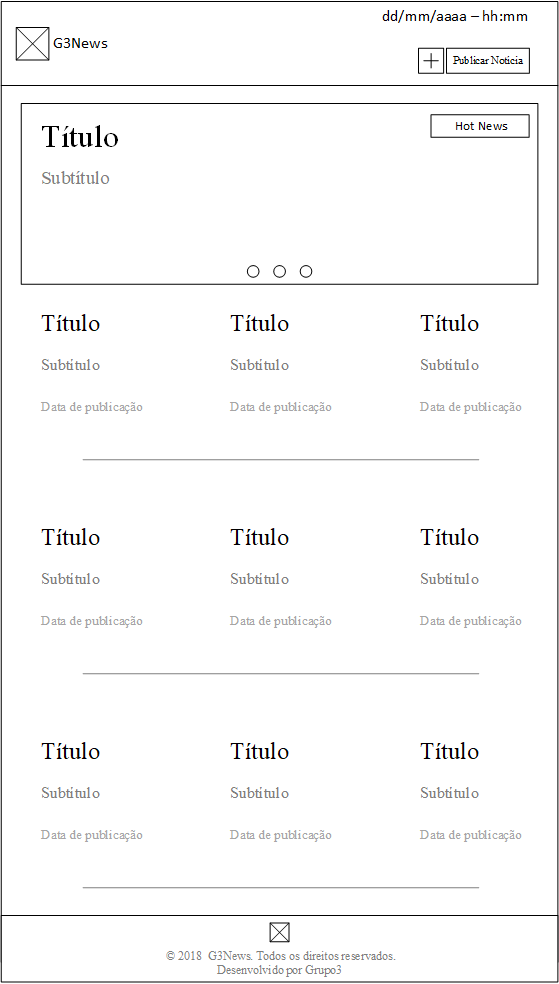 dd/mm/aaaa – hh:mm
G3News
Publicar Noticia
Hot News
Título
Subtítulo
Título Título Título
Subtítulo Subtítulo Subtítulo
Data de publicação Data de publicação Data de publicação
Título Título Título
Subtítulo Subtítulo Subtítulo
Data de publicação Data de publicação Data de publicação
Título Título Título
Subtítulo Subtítulo Subtítulo
Data de publicação Data de publicação Data de publicação
© 2018 G3News. Todos os direitos reservados.
Desenvolvido por Grupo3